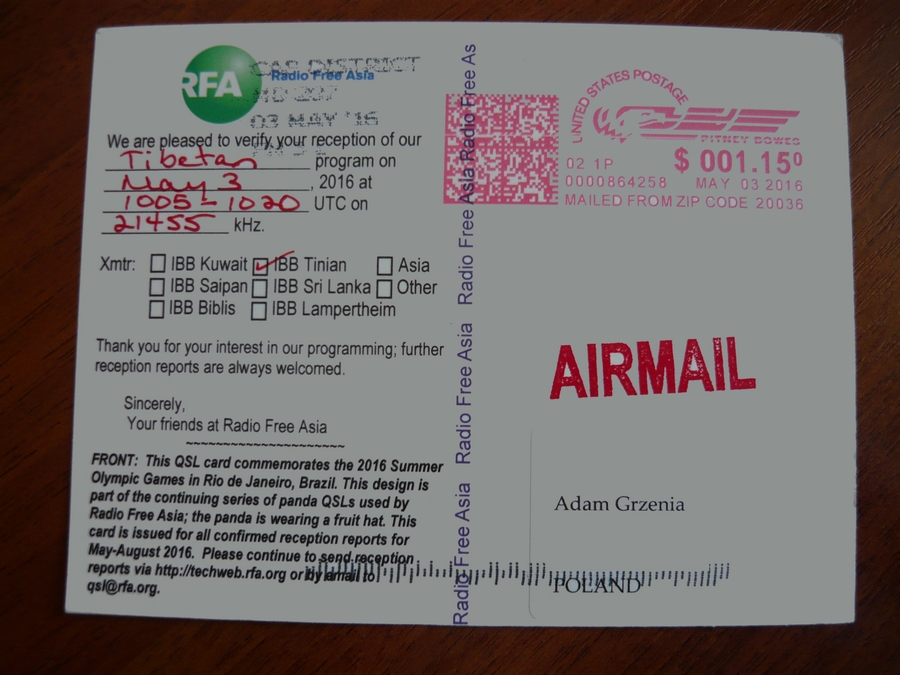 RFA Radio Free Asia
CAP DISTRICT
MD 207
03 MAY '16
We are pleased to verify your reception of our
Tibetan program on
May 3, 2016 at
1005-1020 UTC on
21455 kHz.
Xmtr: IBB Kuwait IBB Tinian Asia
IBB Saipan IBB Sri Lanka Other
IBB Biblis IBB Lampertheim
Thank you for your interest in our programming; further
reception reports are always welcomed.
Sincerely,
Your friends at Radio Free Asia
~~~~~~~~~~~~~~~~~~~~~
FRONT: This QSL card commemorates the 2016 Summer
Olympic Games in Rio de Janeiro, Brazil. This design is
part of the continuing series of panda QSLs used by
Radio Free Asia; the panda is wearing a fruit hat. This
card is issued for all confirmed reception reports for
May-August 2016. Please continue to send reception
reports via http://techweb.rfa.org or by email to
qsl@rfa.org.
Radio Free Asia Radio Free Asia Radio Free Asia Radio Free As
UNITED STATES POSTAGE
PITNEY BOWES
02 1P $ 001.15⁰
0000864258 MAY 03 2016
MAILED FROM ZIP CODE 20036
AIRMAIL
Adam Grzenia
POLAND